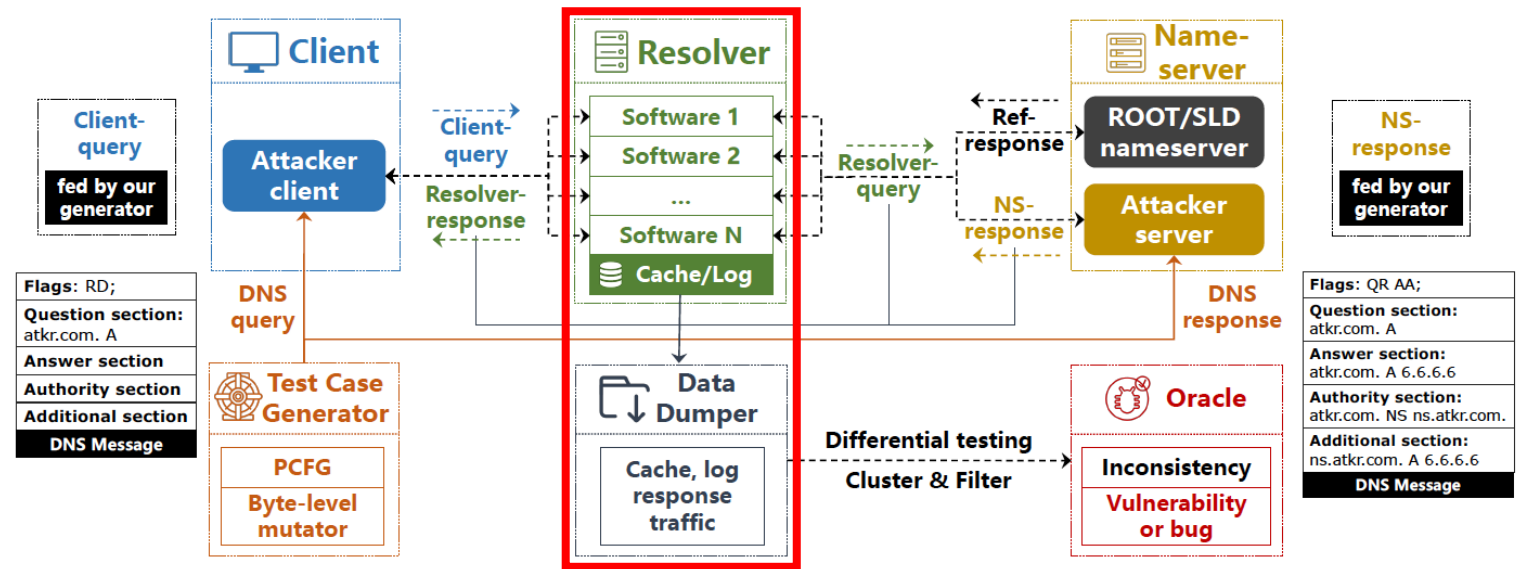 Client
Resolver
Name-
server
Client-
query
fed by our
generator
Attacker
client
Client-
query
Resolver-
response
Software 1
Software 2
...
Software N
Cache/Log
Resolver-
query
Ref-
response
NS-
response
ROOT/SLD
nameserver
Attacker
server
NS-
response
fed by our
generator
DNS
query
DNS
response
Flags: RD;
Question section:
atkr.com. A
Answer section
Authority section
Additional section
DNS Message
Test Case
Generator
PCFG
Byte-level
mutator
Data
Dumper
Cache, log
response
traffic
Differential testing
Cluster & Filter
Oracle
Inconsistency
Vulnerability
or bug
Flags: QR AA;
Question section:
atkr.com. A
Answer section:
atkr.com. A 6.6.6.6
Authority section:
atkr.com. NS ns.atkr.com.
Additional section:
ns.atkr.com. A 6.6.6.6
DNS Message